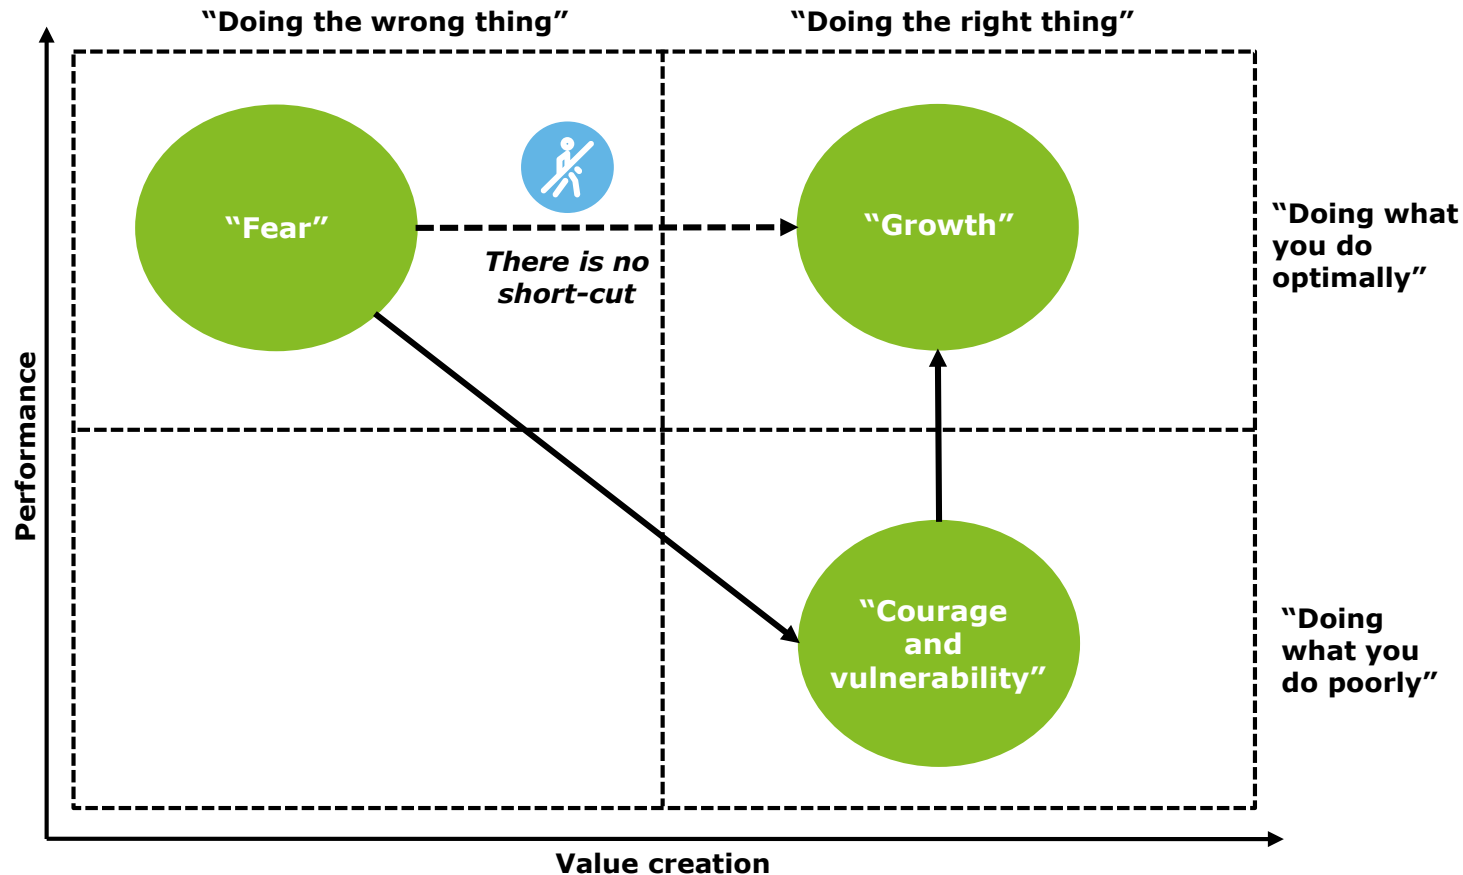 “Doing the wrong thing”
“Doing the right thing”
“Fear”
“Growth”
There is no
short-cut
“Doing what
you do
optimally”
Performance
“Courage
and
vulnerability”
“Doing
what you
do poorly”
Value creation